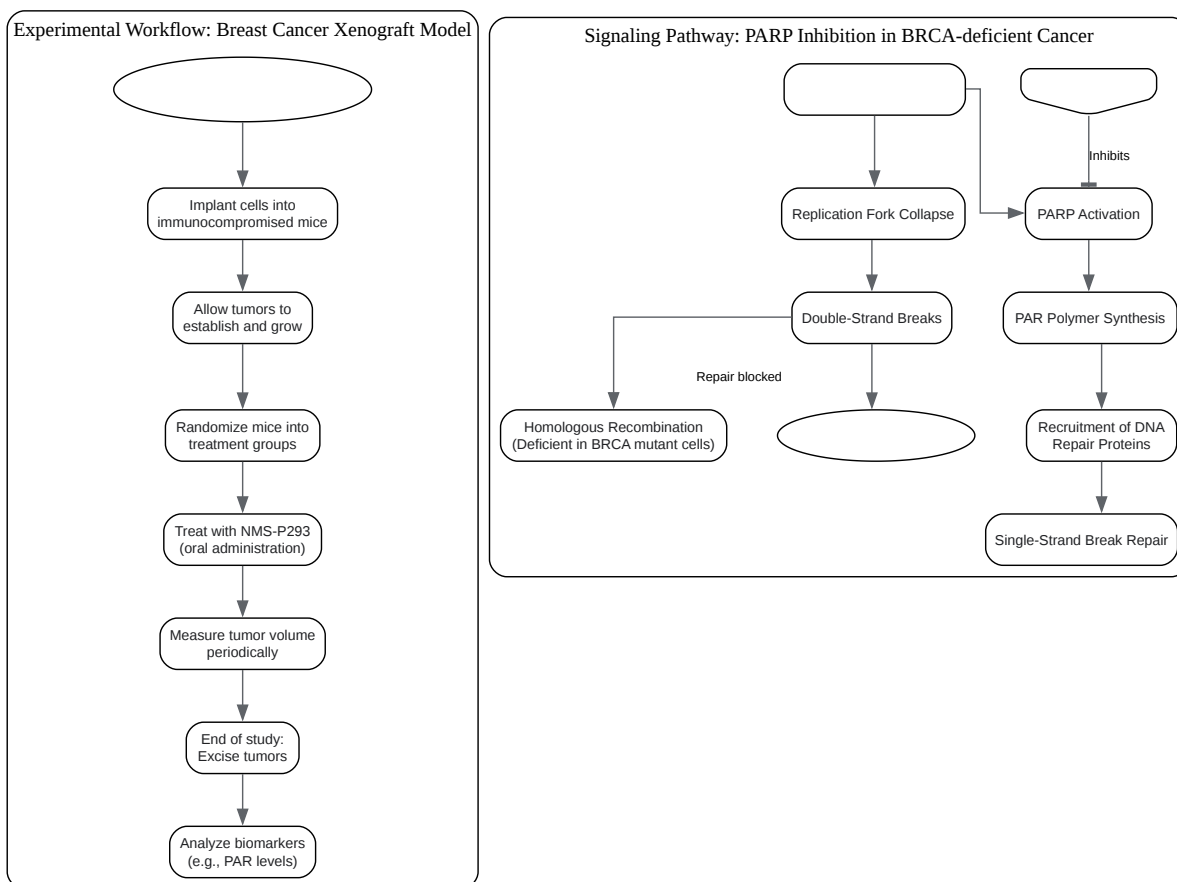 Experimental Workflow: Breast Cancer Xenograft Model
Implant cells into
immunocompromised mice
Allow tumors to
establish and grow
Randomize mice into
treatment groups
Treat with NMS-P293
(oral administration)
Measure tumor volume
periodically
End of study:
Excise tumors
Analyze biomarkers
(e.g., PAR levels)
Signaling Pathway: PARP Inhibition in BRCA-deficient Cancer
Inhibits
Replication Fork Collapse
PARP Activation
Double-Strand Breaks
PAR Polymer Synthesis
Repair blocked
Homologous Recombination
(Deficient in BRCA mutant cells)
Recruitment of DNA
Repair Proteins
Single-Strand Break Repair